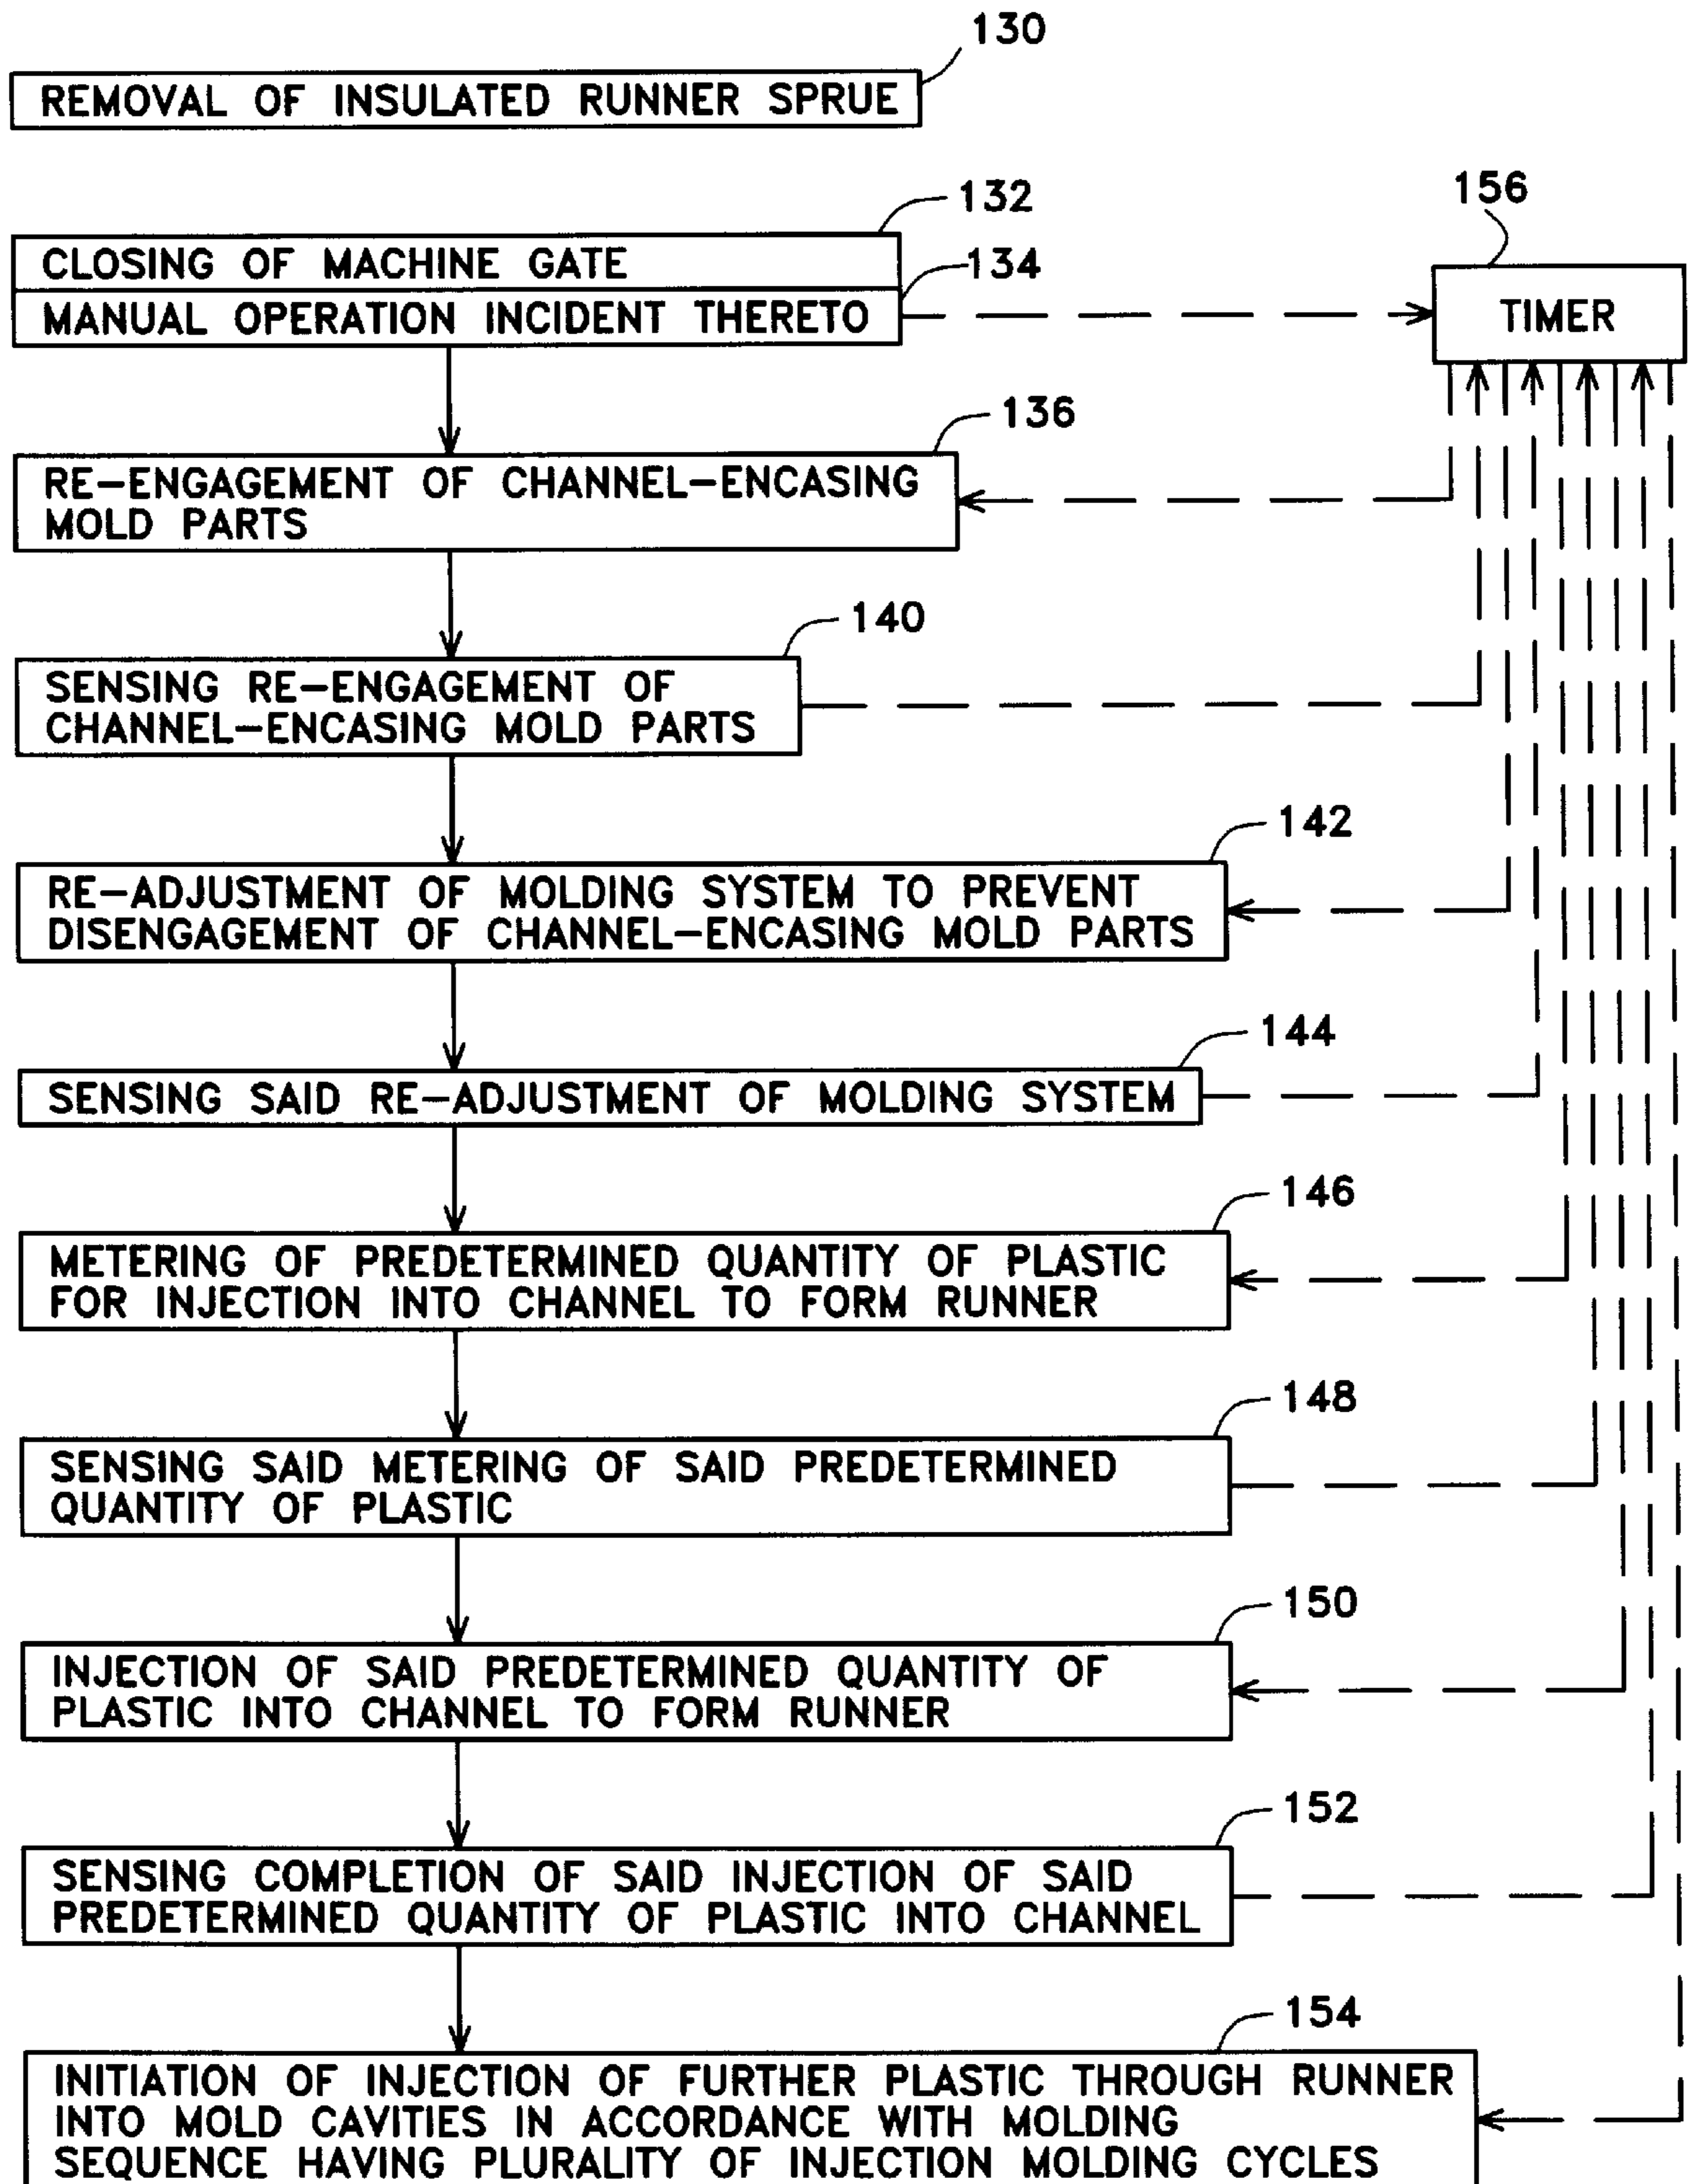 130
REMOVAL OF INSULATED RUNNER SPRUE
132
156
CLOSING OF MACHINE GATE
134
MANUAL OPERATION INCIDENT THERETO
TIMER
136
RE-ENGAGEMENT OF CHANNEL-ENCASING
MOLD PARTS
140
SENSING RE-ENGAGEMENT OF
CHANNEL-ENCASING MOLD PARTS
142
RE-ADJUSTMENT OF MOLDING SYSTEM TO PREVENT
DISENGAGEMENT OF CHANNEL-ENCASING MOLD PARTS
144
SENSING SAID RE-ADJUSTMENT OF MOLDING SYSTEM
146
METERING OF PREDETERMINED QUANTITY OF PLASTIC
FOR INJECTION INTO CHANNEL TO FORM RUNNER
148
SENSING SAID METERING OF SAID PREDETERMINED
QUANTITY OF PLASTIC
150
INJECTION OF SAID PREDETERMINED QUANTITY OF
PLASTIC INTO CHANNEL TO FORM RUNNER
152
SENSING COMPLETION OF SAID INJECTION OF SAID
PREDETERMINED QUANTITY OF PLASTIC INTO CHANNEL
154
INITIATION OF INJECTION OF FURTHER PLASTIC THROUGH RUNNER
INTO MOLD CAVITIES IN ACCORDANCE WITH MOLDING
SEQUENCE HAVING PLURALITY OF INJECTION MOLDING CYCLES